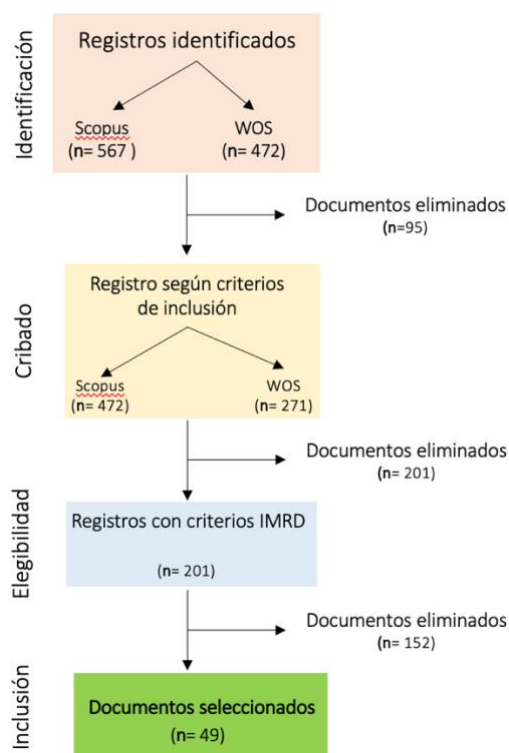 Identificación
Registros identificados
Scopus
(n= 567 )
WOS
(n= 472)
Documentos eliminados
(n=95)
Cribado
Registro según criterios
de inclusión
Scopus
(n= 472)
WOS
(n= 271)
Documentos eliminados
(n= 201)
Elegibilidad
Registros con criterios IMRD
(n= 201)
Documentos eliminados
(n= 152)
Inclusión
Documentos seleccionados
(n= 49)